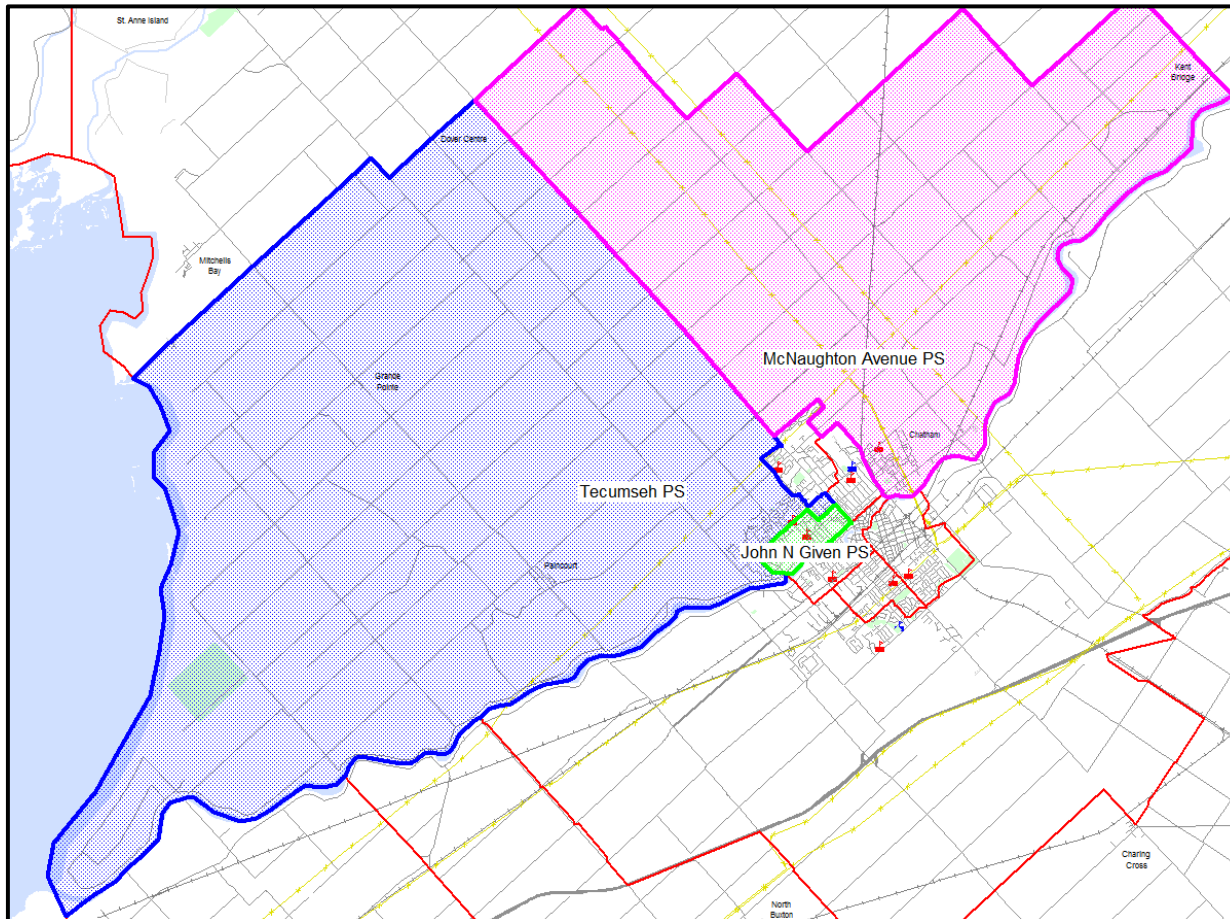 St. Anne Island
Kent
Bridge
Dover Centre
Mitchells
Bay
McNaughton Avenue PS
Grande
Pointe
Chatham
Tecumseh PS
John N Given PS
Paincourt
Charing
Cross
North
Buxton